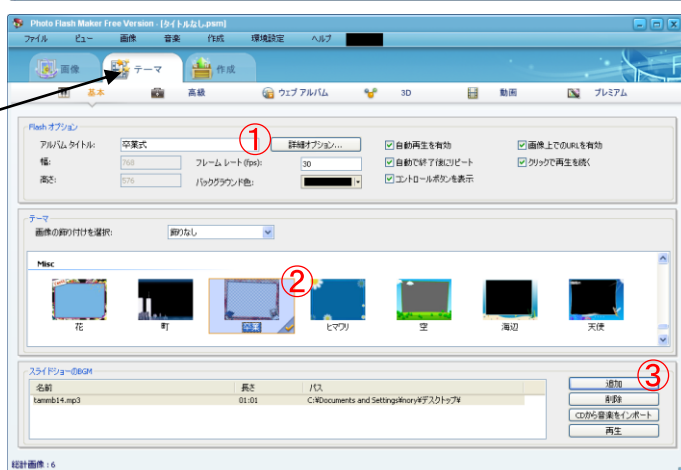 Photo Flash Maker Free Version - [タイトルなし.psm]
ファイル ビュー 画像 音楽 作成 環境設定 ヘルプ
画像 テーマ 作成
基本 高級 ウェブ アルバム 3D 動画 プレミアム
Flash オプション
アルバム タイトル: 卒業式 ① 詳細オプション... 自動再生を有効 画像上でのURLを有効
幅: 768 フレーム レート (fps): 30 自動で終了後にリピート クリックで再生を続く
高さ: 576 バックグラウンド色: コントロールボタンを表示
テーマ
画像の飾り付けを選択: 飾りなし
Misc
②
花 町 卒業 ヒマワリ 空 海辺 天使
スライドショーのBGM
名前 長さ パス 追加 ③
tammb14.mp3 01:01 C:¥Documents and Settings¥nory¥デスクトップ¥ 削除
CDから音楽をインポート
再生
総計画像 : 6